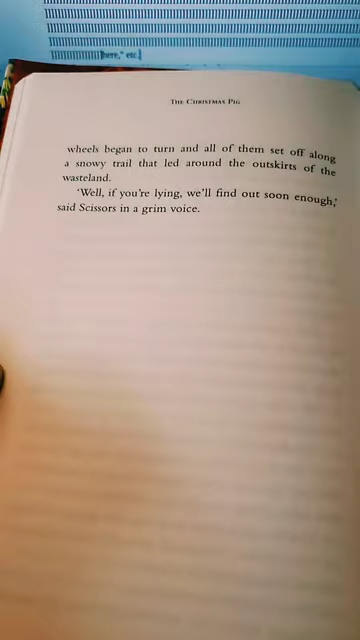 here," etc.
THE CHRISTMAS PIG
wheels began to turn and all of them set off along
a snowy trail that led around the outskirts of the
wasteland.
‘Well, if you’re lying, we’ll find out soon enough,’
said Scissors in a grim voice.